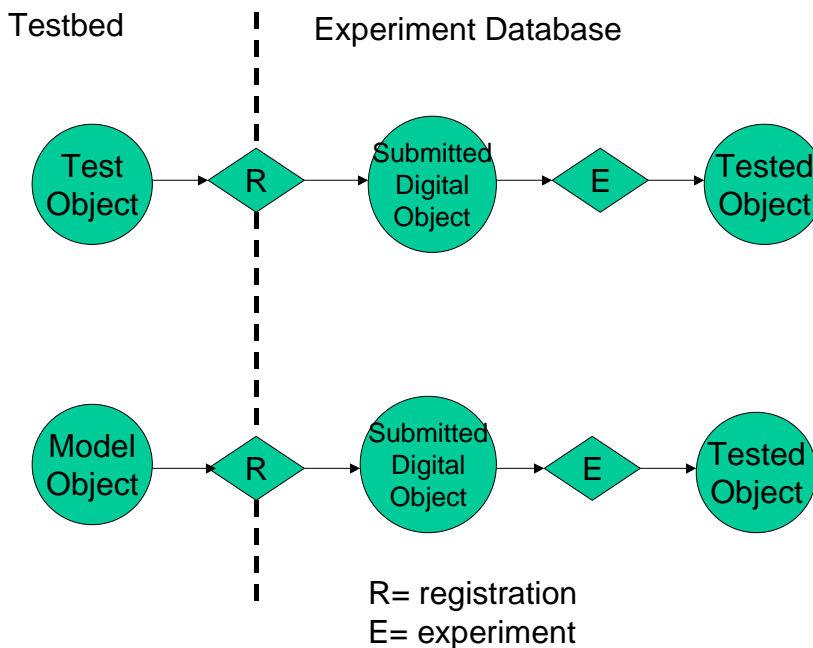 Testbed
Experiment Database
Test
Object
R
Submitted
Digital
Object
E
Tested
Object
Model
Object
R
Submitted
Digital
Object
E
Tested
Object
R= registration
E= experiment